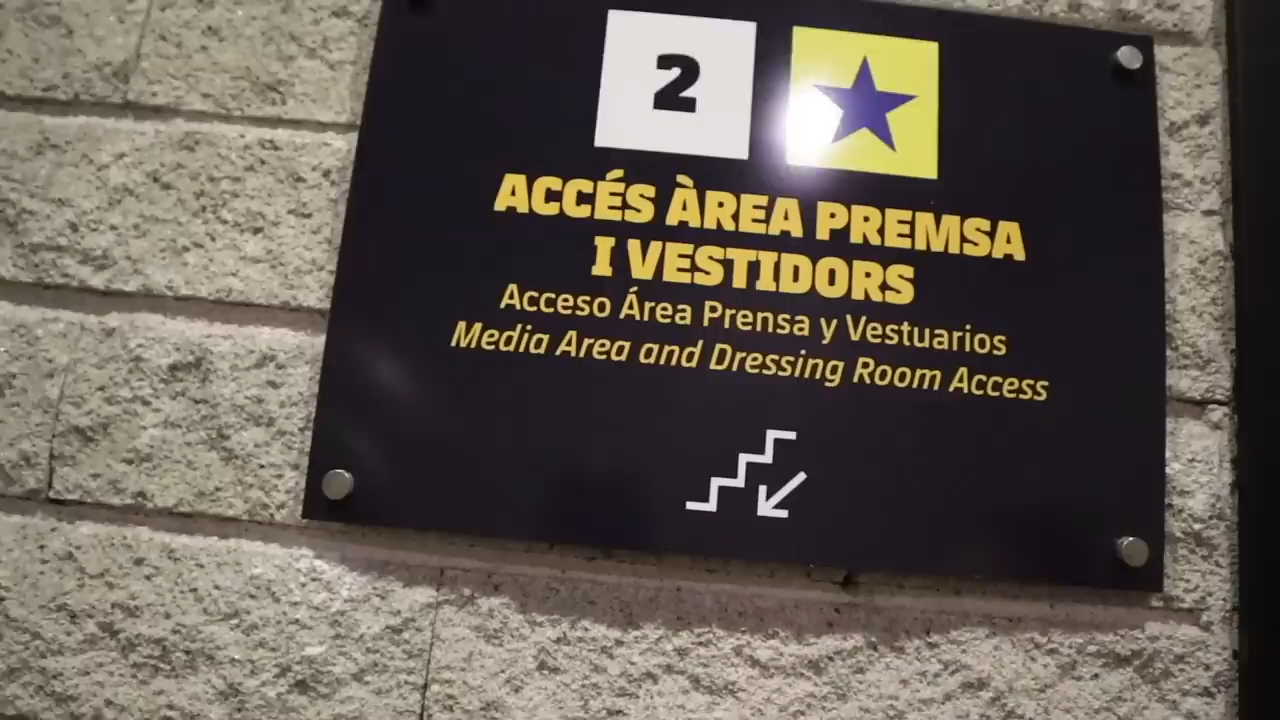 2
ACCÉS ÀREA PREMSA
I VESTIDORS
Acceso Área Prensa y Vestuarios
Media Area and Dressing Room Access